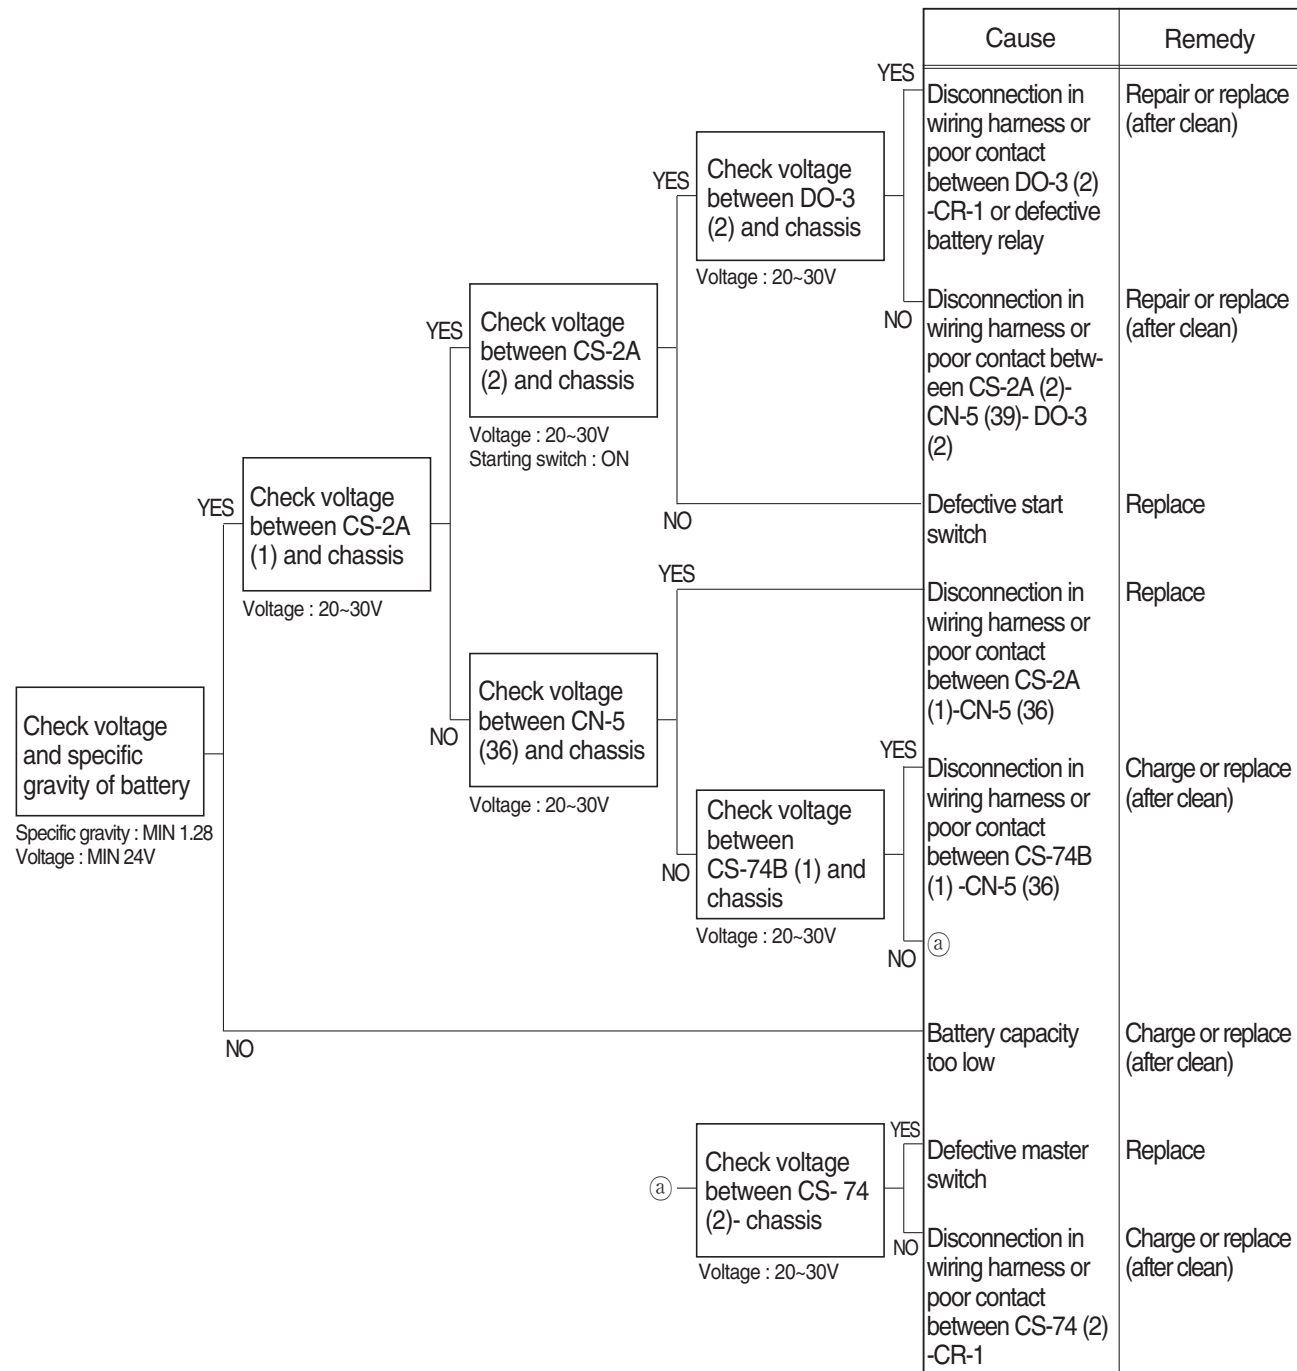 Cause
Remedy
YES
Disconnection in
wiring harness or
poor contact
between DO-3 (2)
-CR-1 or defective
battery relay
Repair or replace
(after clean)
YES
Check voltage
between DO-3
(2) and chassis
Voltage : 20~30V
NO
Disconnection in
wiring harness or
poor contact betw-
een CS-2A (2)-
CN-5 (39)- DO-3
(2)
Repair or replace
(after clean)
YES
Check voltage
between CS-2A
(2) and chassis
Voltage : 20~30V
Starting switch : ON
NO
Defective start
switch
Replace
YES
Check voltage
between CS-2A
(1) and chassis
Voltage : 20~30V
YES
Disconnection in
wiring harness or
poor contact
between CS-2A
(1)-CN-5 (36)
Replace
NO
Check voltage
between CN-5
(36) and chassis
Voltage : 20~30V
Check voltage
and specific
gravity of battery
Specific gravity : MIN 1.28
Voltage : MIN 24V
YES
Disconnection in
wiring harness or
poor contact
between CS-74B
(1) -CN-5 (36)
Charge or replace
(after clean)
NO
Check voltage
between
CS-74B (1) and
chassis
Voltage : 20~30V
NO
ⓐ
NO
Battery capacity
too low
Charge or replace
(after clean)
ⓐ
Check voltage
between CS- 74
(2)- chassis
Voltage : 20~30V
YES
Defective master
switch
Replace
NO
Disconnection in
wiring harness or
poor contact
between CS-74 (2)
-CR-1
Charge or replace
(after clean)